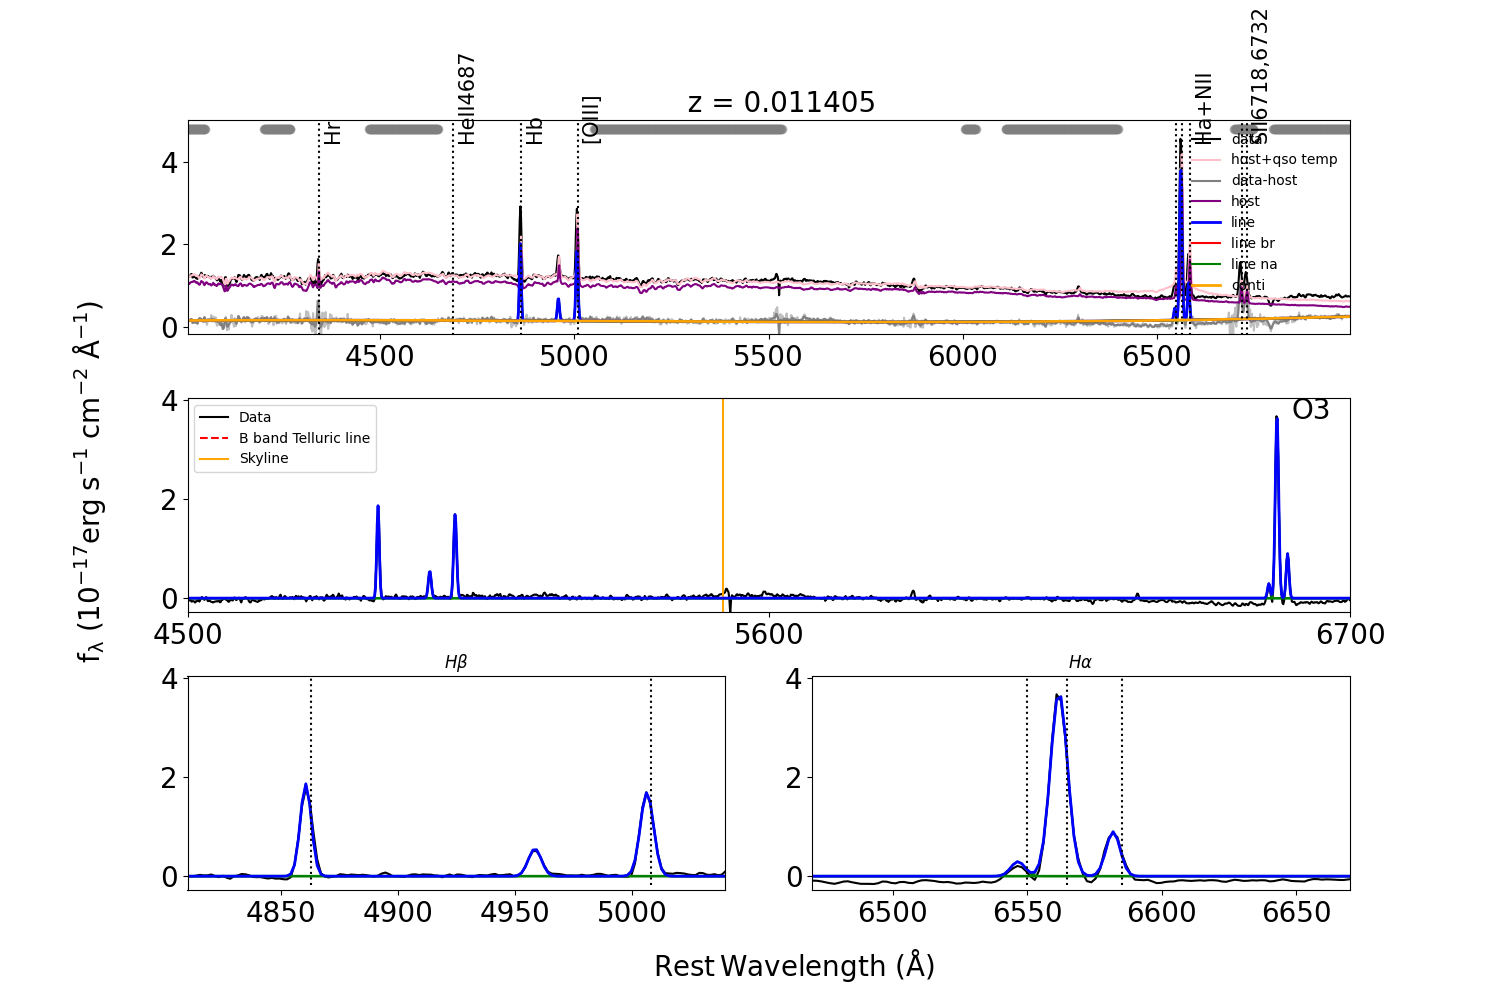 z = 0.011405
Hr
HeII4687
Hb
[OIII]
Ha+NII
SII6718,6732
data
host+qso temp
data-host
host
line
line br
line na
conti
4
2
0
4500
5000
5500
6000
6500
fλ (10−17erg s−1 cm−2 Å−1)
Data
B band Telluric line
Skyline
O3
4
2
0
4500
5600
6700
Hβ
4
2
0
4850
4900
4950
5000
Hα
4
2
0
6500
6550
6600
6650
Rest Wavelength (Å)